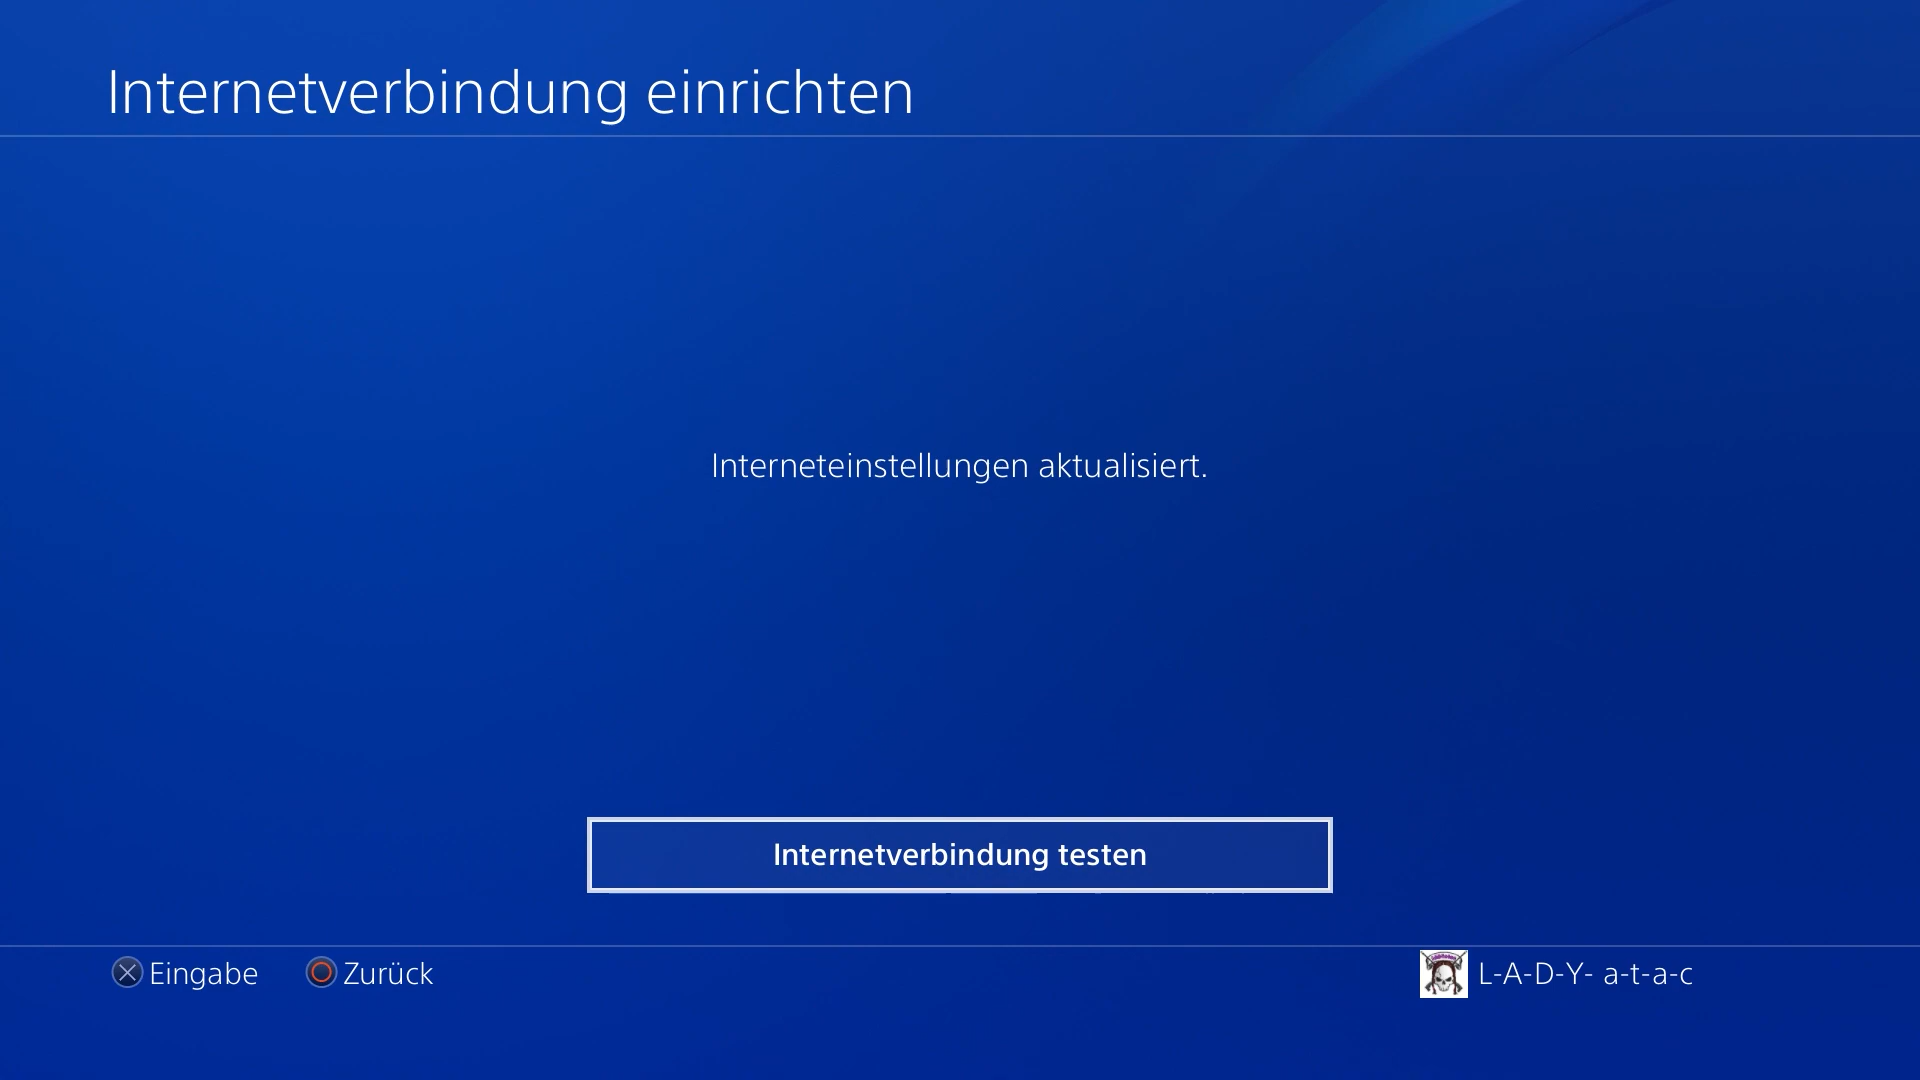 Internetverbindung einrichten
Interneteinstellungen aktualisiert.
Internetverbindung testen
Eingabe Zurück L-A-D-Y- a-t-a-c